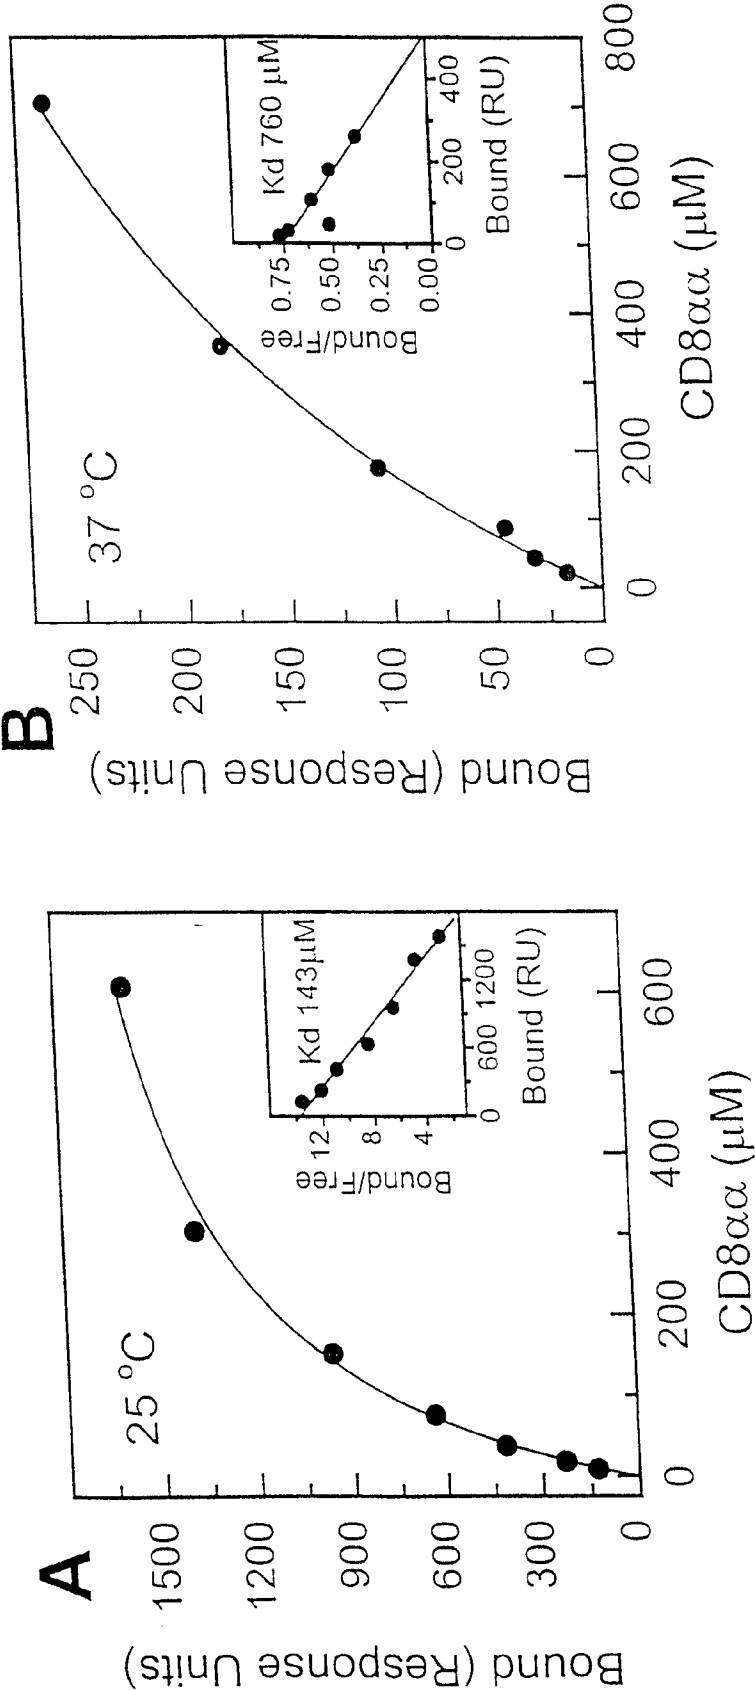 A
25 °C
Bound (Response Units)
1500
1200
900
600
300
0
0
200
400
600
CD8αα (μM)
Kd 143μM
Bound/Free
12
8
4
0
600
1200
Bound (RU)
B
37 °C
Bound (Response Units)
250
200
150
100
50
0
0
200
400
600
800
CD8αα (μM)
Kd 760 μM
Bound/Free
0.75
0.50
0.25
0.00
0
200
400
Bound (RU)